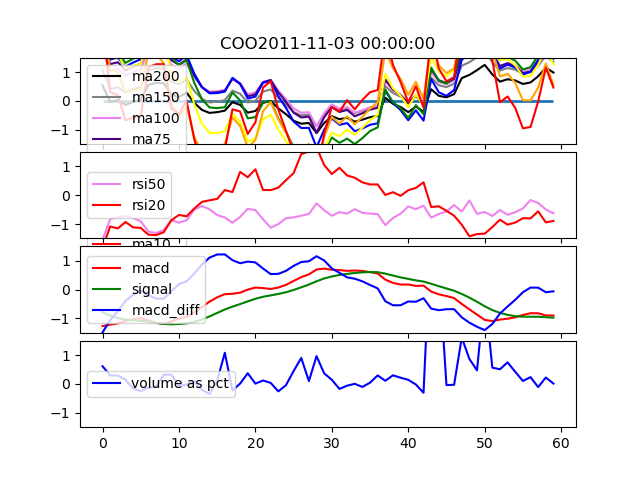 COO2011-11-03 00:00:00
1
0
−1
ma200
ma150
ma100
ma75
1
0
−1
rsi50
rsi20
ma10
1
0
−1
macd
signal
macd_diff
1
0
−1
volume as pct
0 10 20 30 40 50 60